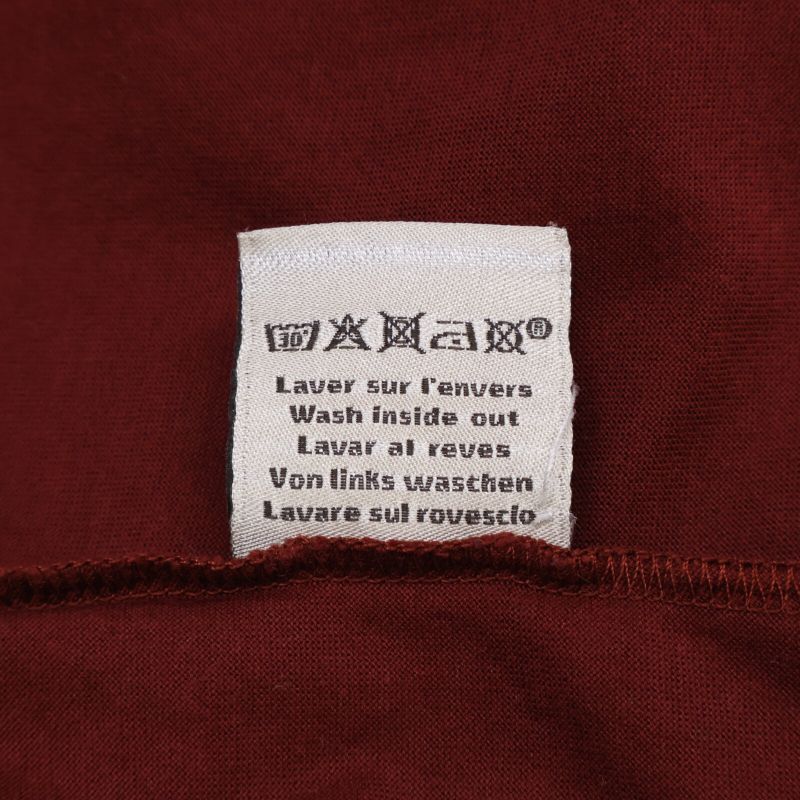 30° ®
Laver sur l'envers
Wash inside out
Lavar al reves
Von links waschen
Lavare sul rovescio